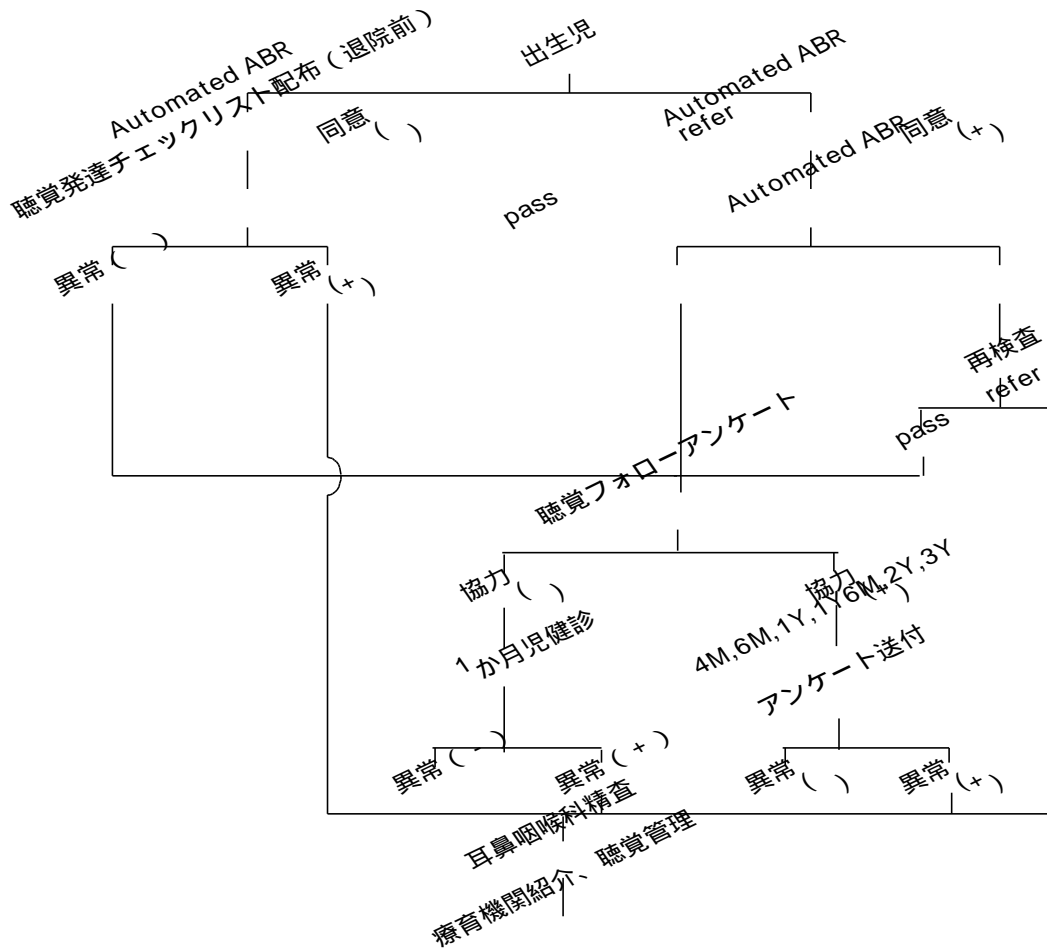 出生児
Automated ABR
聴覚発達チェックリスト配布（退院前）
Automated ABR
refer
同意（ ）
同意（+）
Automated ABR
pass
異常（ ）
異常（+）
再検査
refer
pass
聴覚フォローアンケート
協力（ ）
協力（+）
4M,6M,1Y,1Y6M,2Y,3Y
1か月児健診
アンケート送付
異常（-）
異常（+）
異常（ ）
異常（+）
耳鼻咽喉科精査
療育機関紹介、聴覚管理